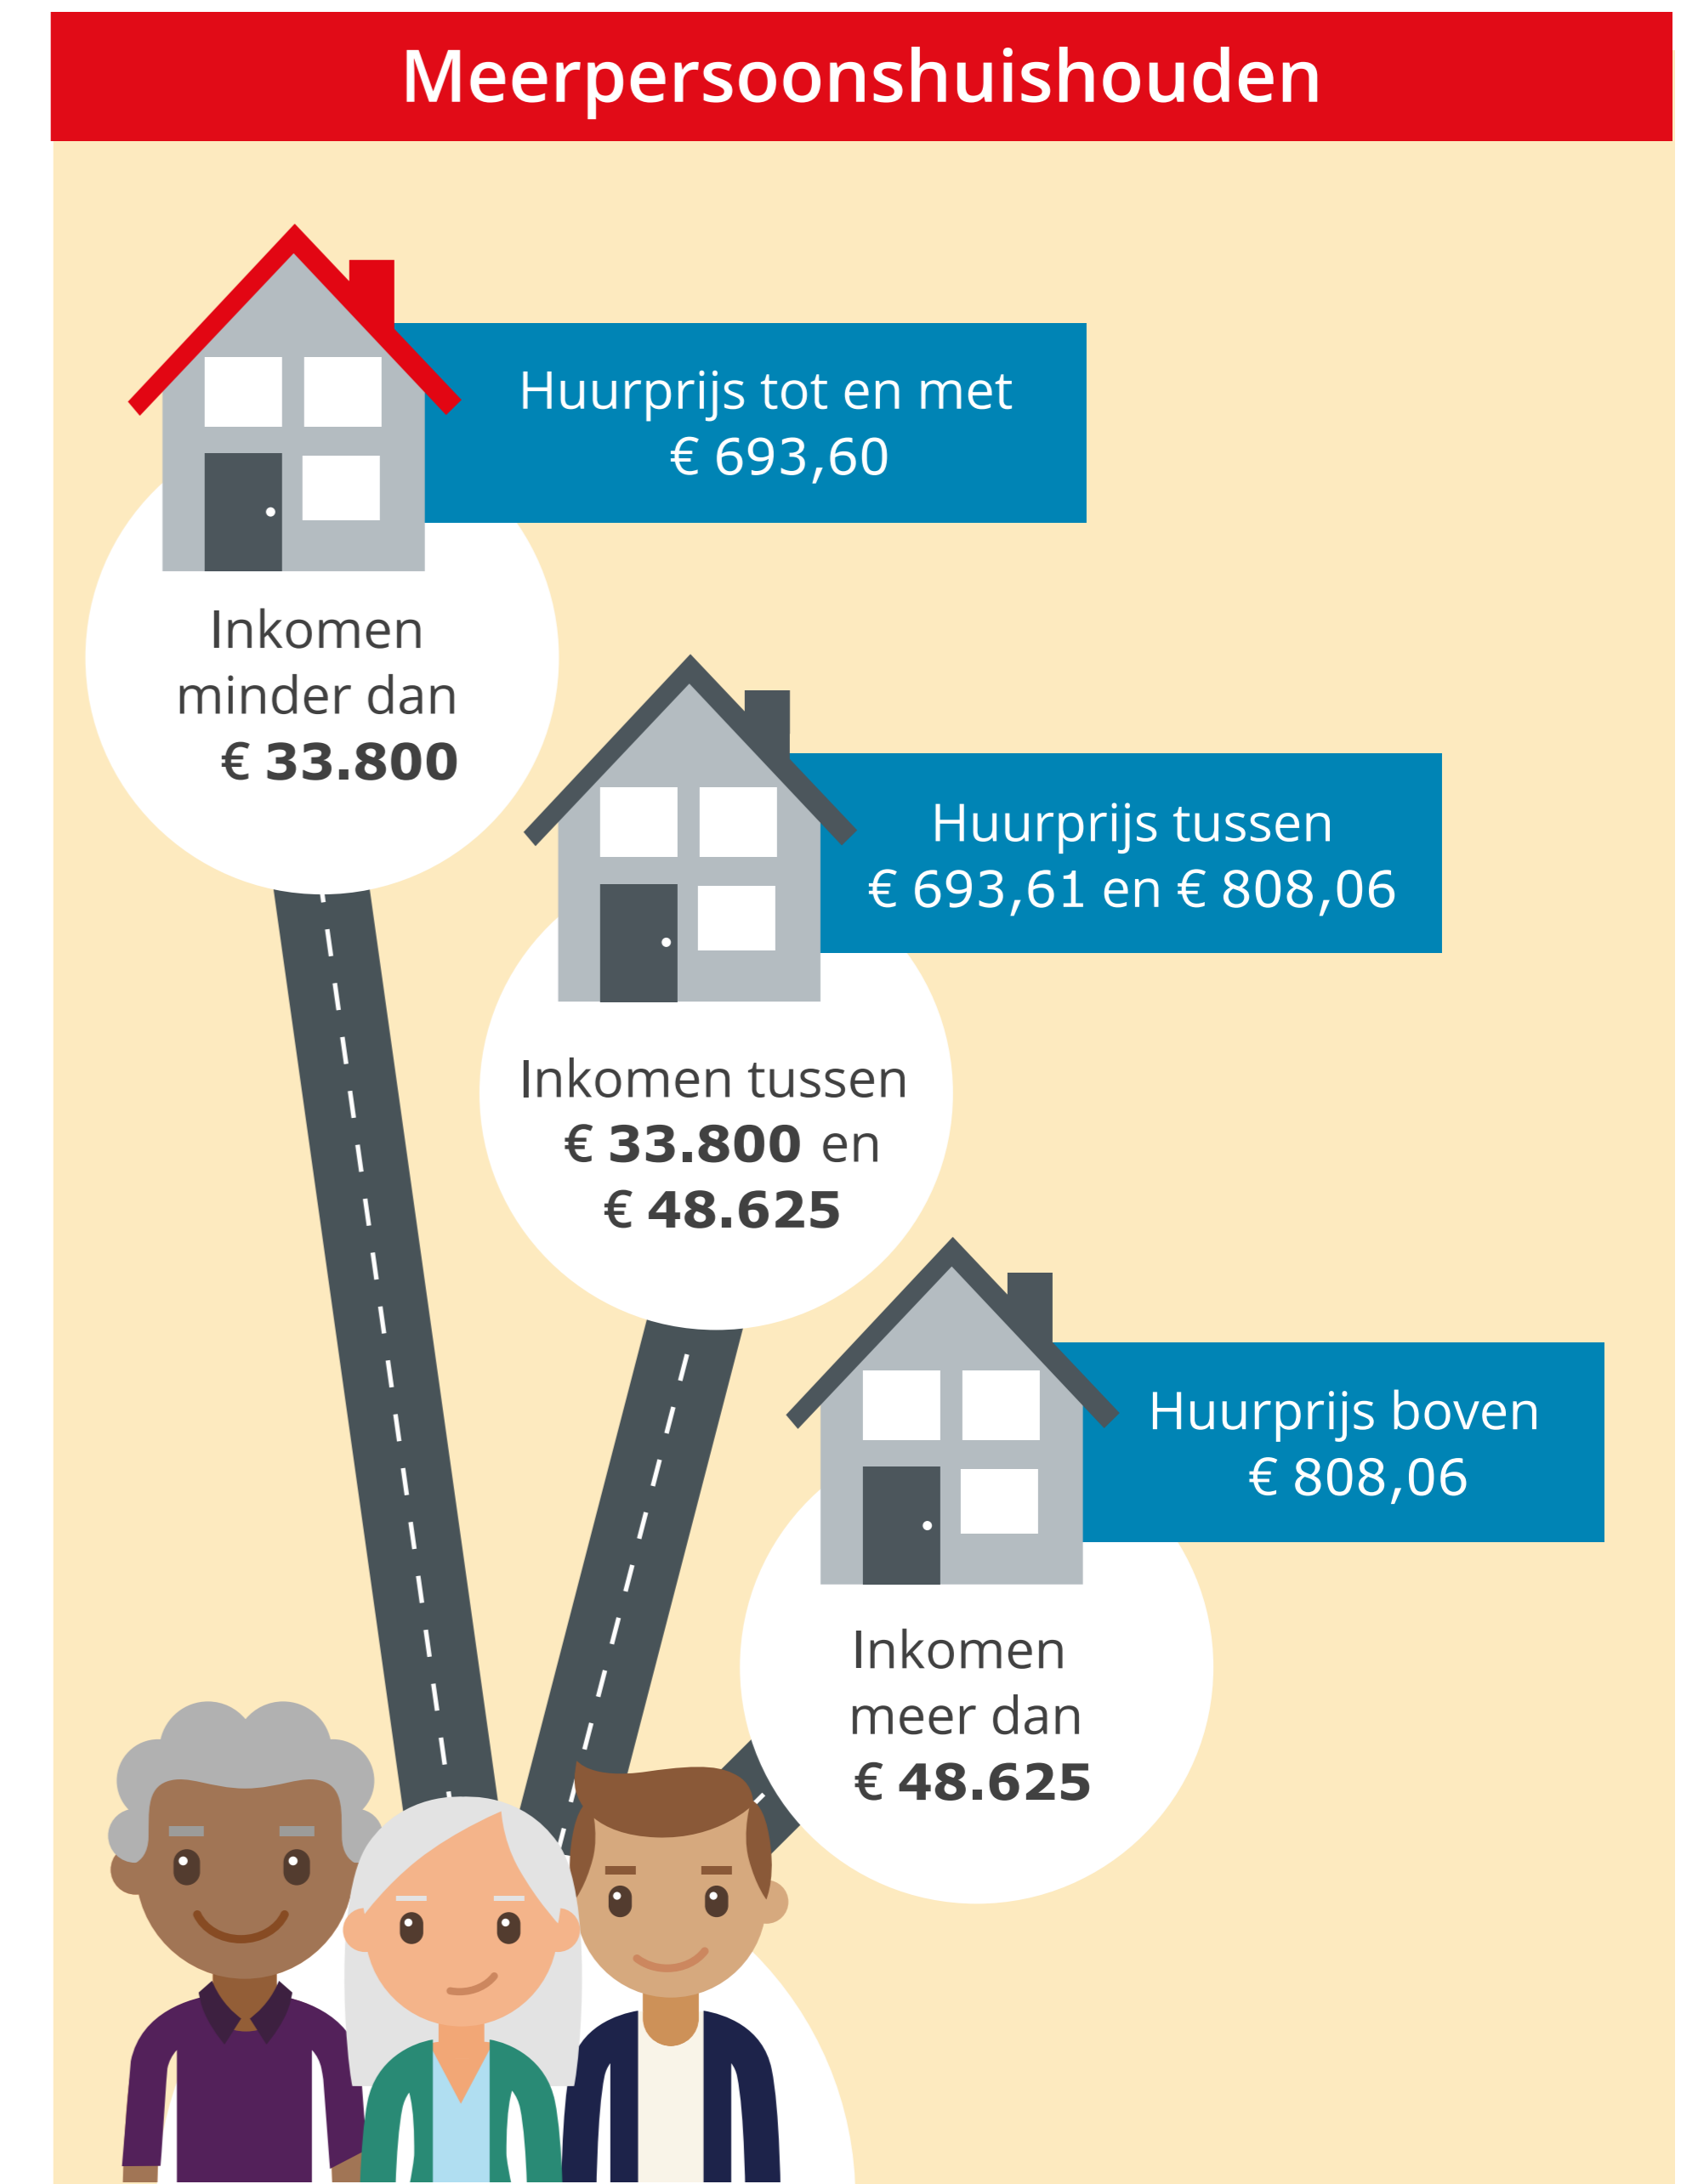 Meerpersoonshuishouden
Huurprijs tot en met
€ 693,60
Inkomen
minder dan
€ 33.800
Huurprijs tussen
€ 693,61 en € 808,06
Inkomen tussen
€ 33.800 en
€ 48.625
Huurprijs boven
€ 808,06
Inkomen
meer dan
€ 48.625